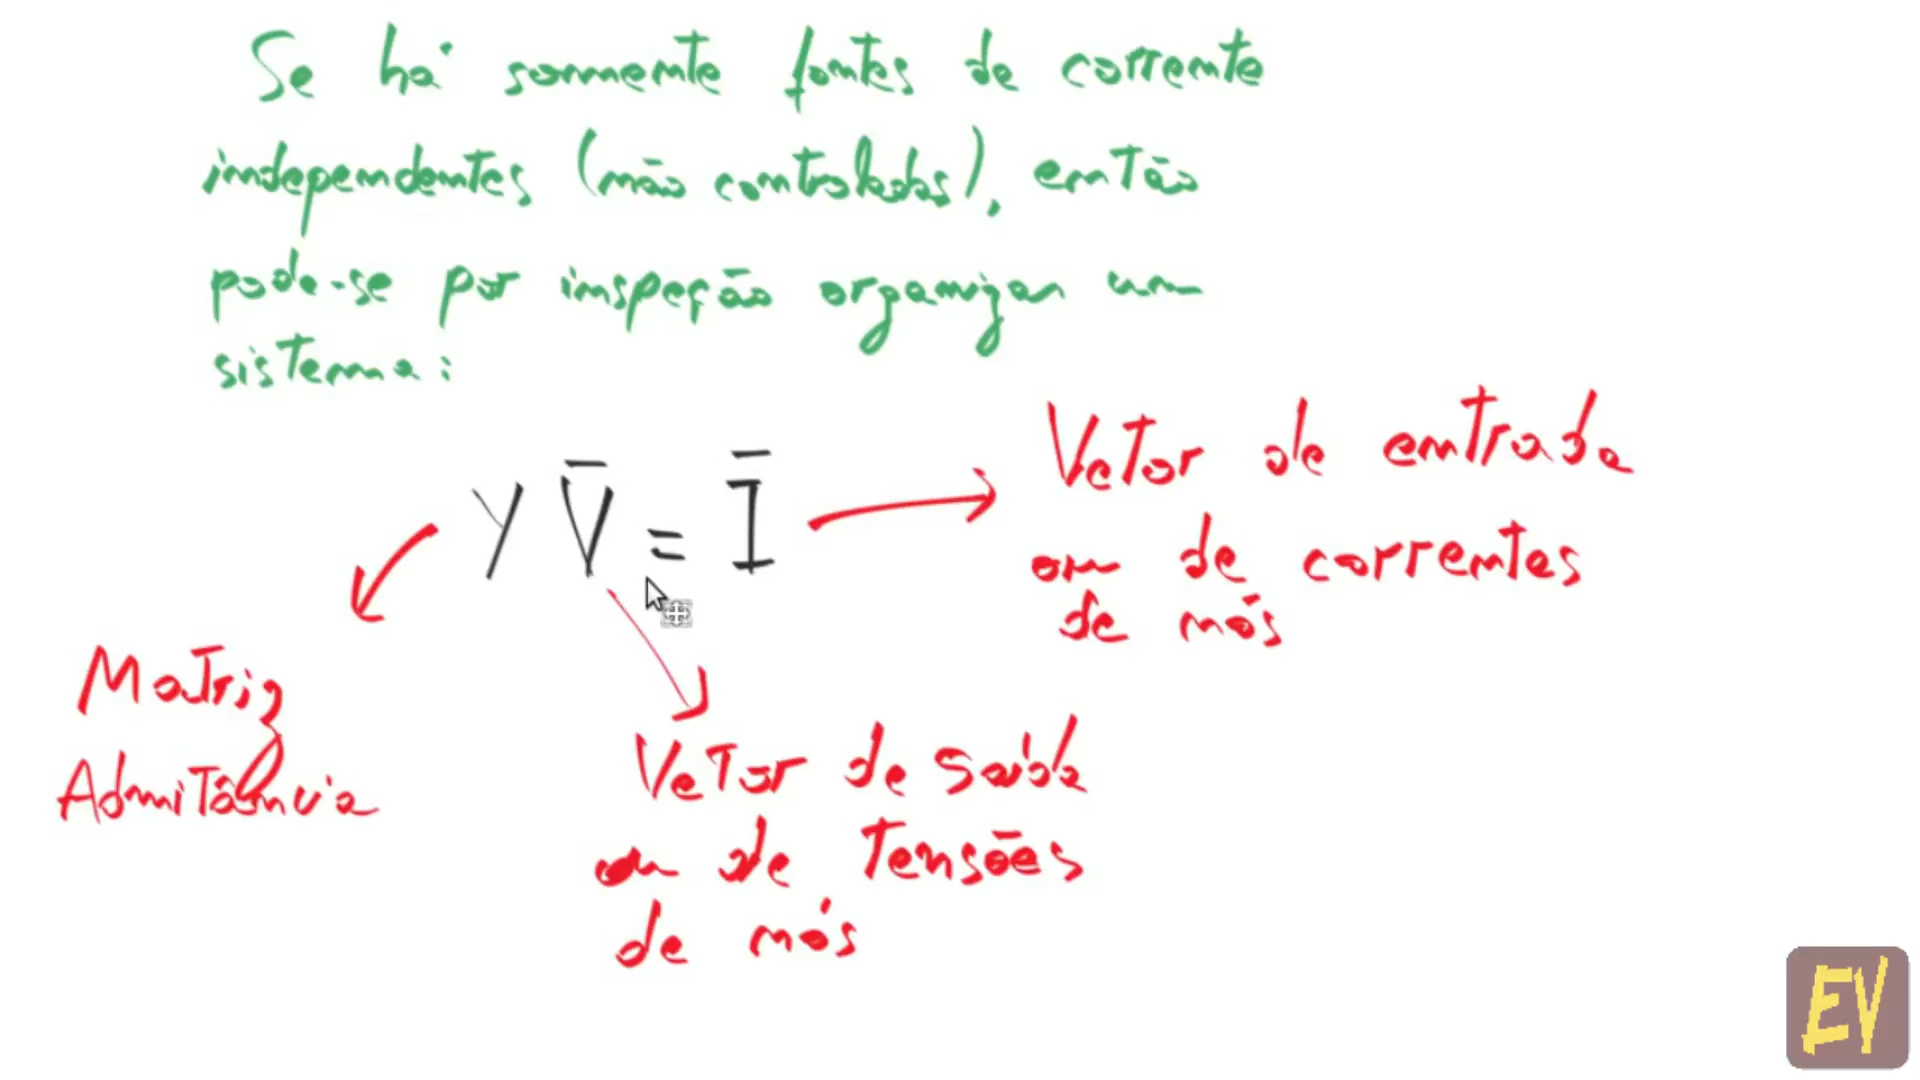 Se há somente fontes de corrente
independentes (não controladas), então
pode-se por inspeção organizar um
sistema:
Y V̅ = I̅
Vetor de entrada
ou de correntes
de nós
Matriz
Admitância
Vetor de saída
ou de tensões
de nós
EV